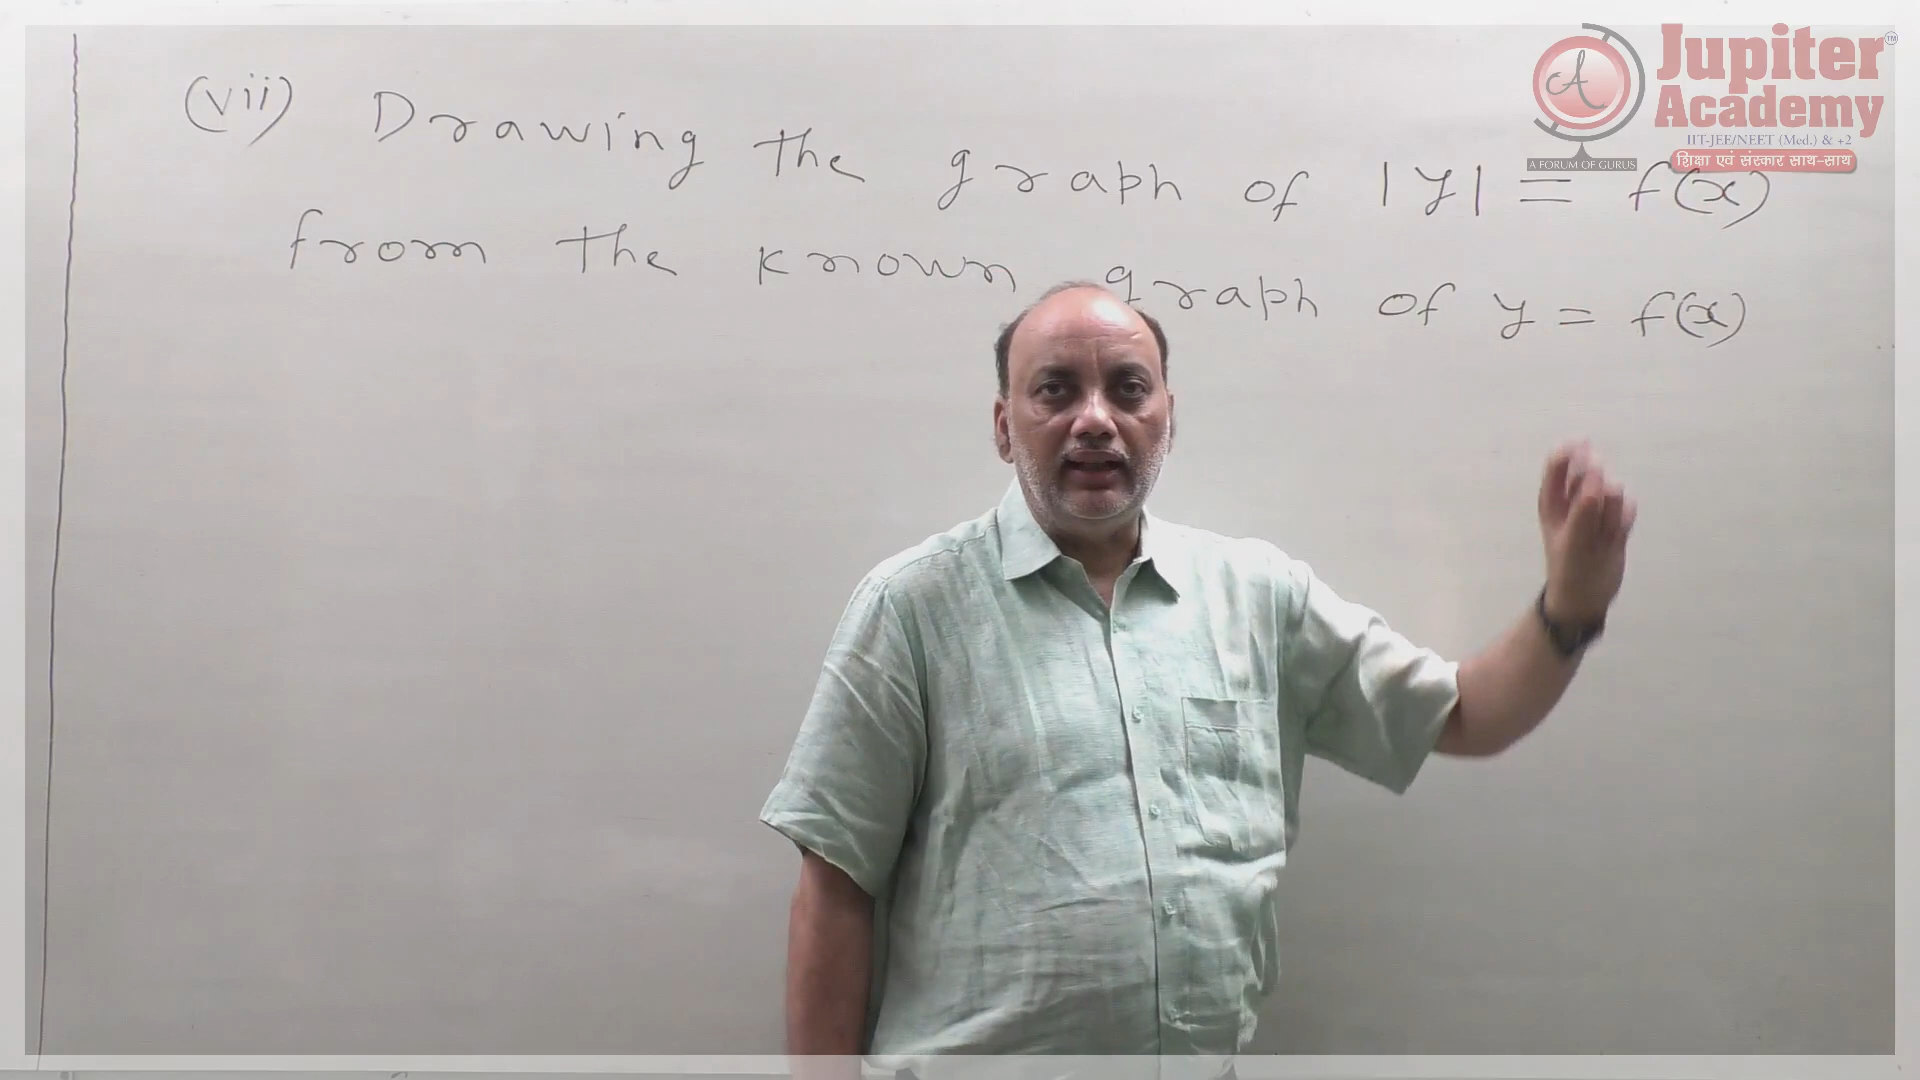 (vii) Drawing the graph of |y| = f(x)
from the known graph of y = f(x)
Jupiter
Academy
TM
IIT-JEE/NEET (Med.) & +2
A FORUM OF GURUS
शिक्षा एवं संस्कार साथ-साथ
A